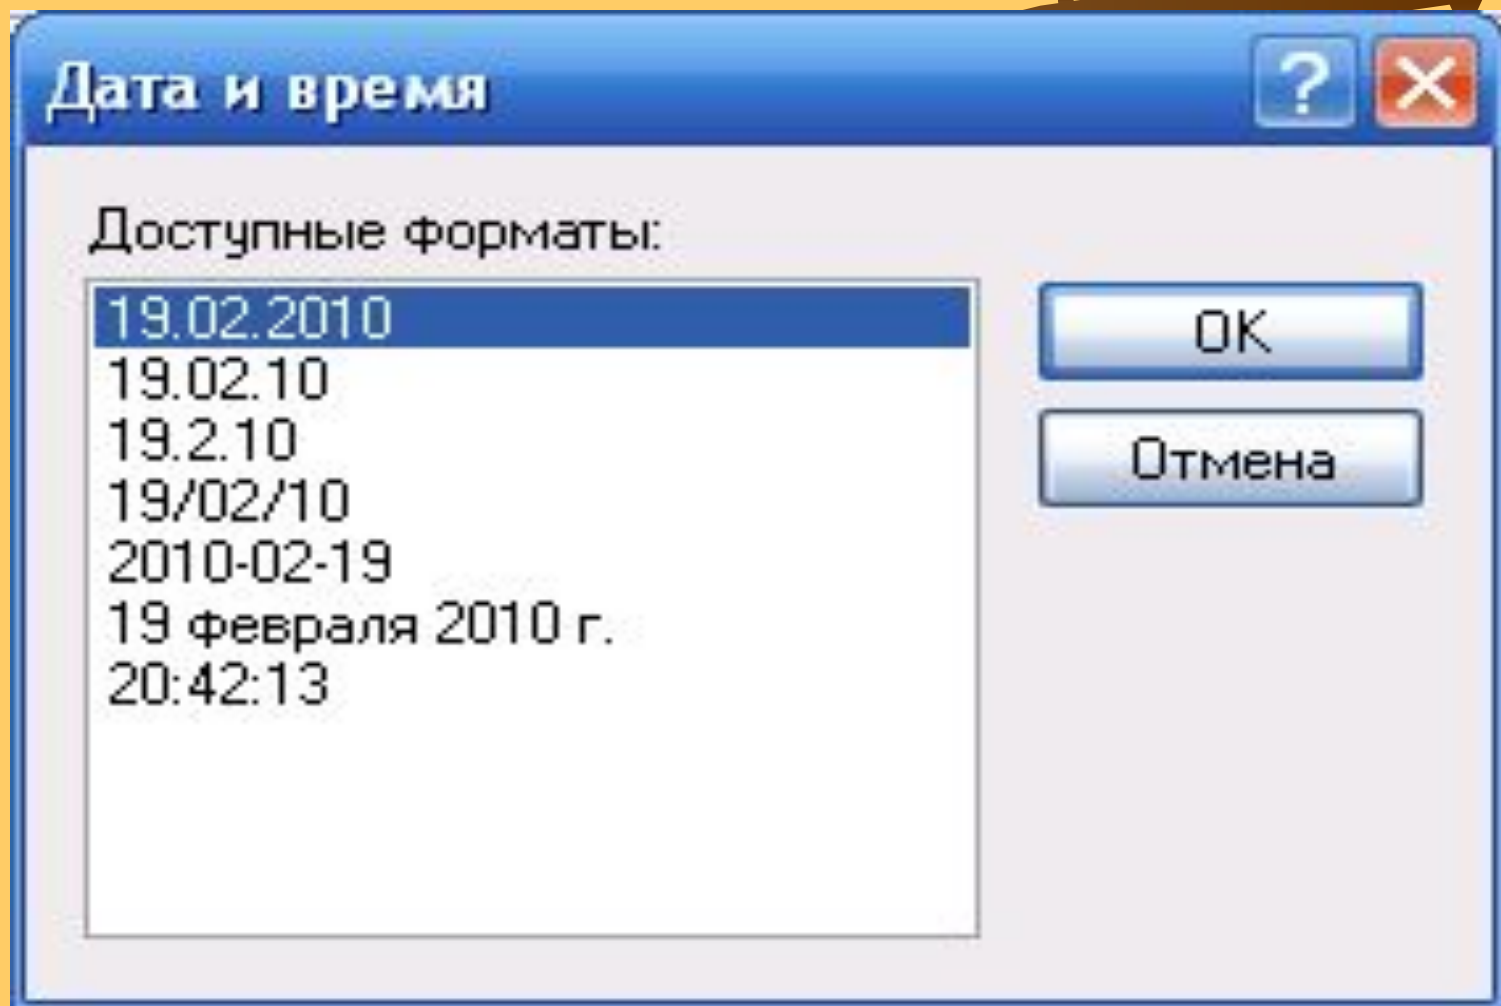 Дата и время
Доступные форматы:
19.02.2010
19.02.10
19.2.10
19/02/10
2010-02-19
19 февраля 2010 г.
20:42:13
OK
Отмена